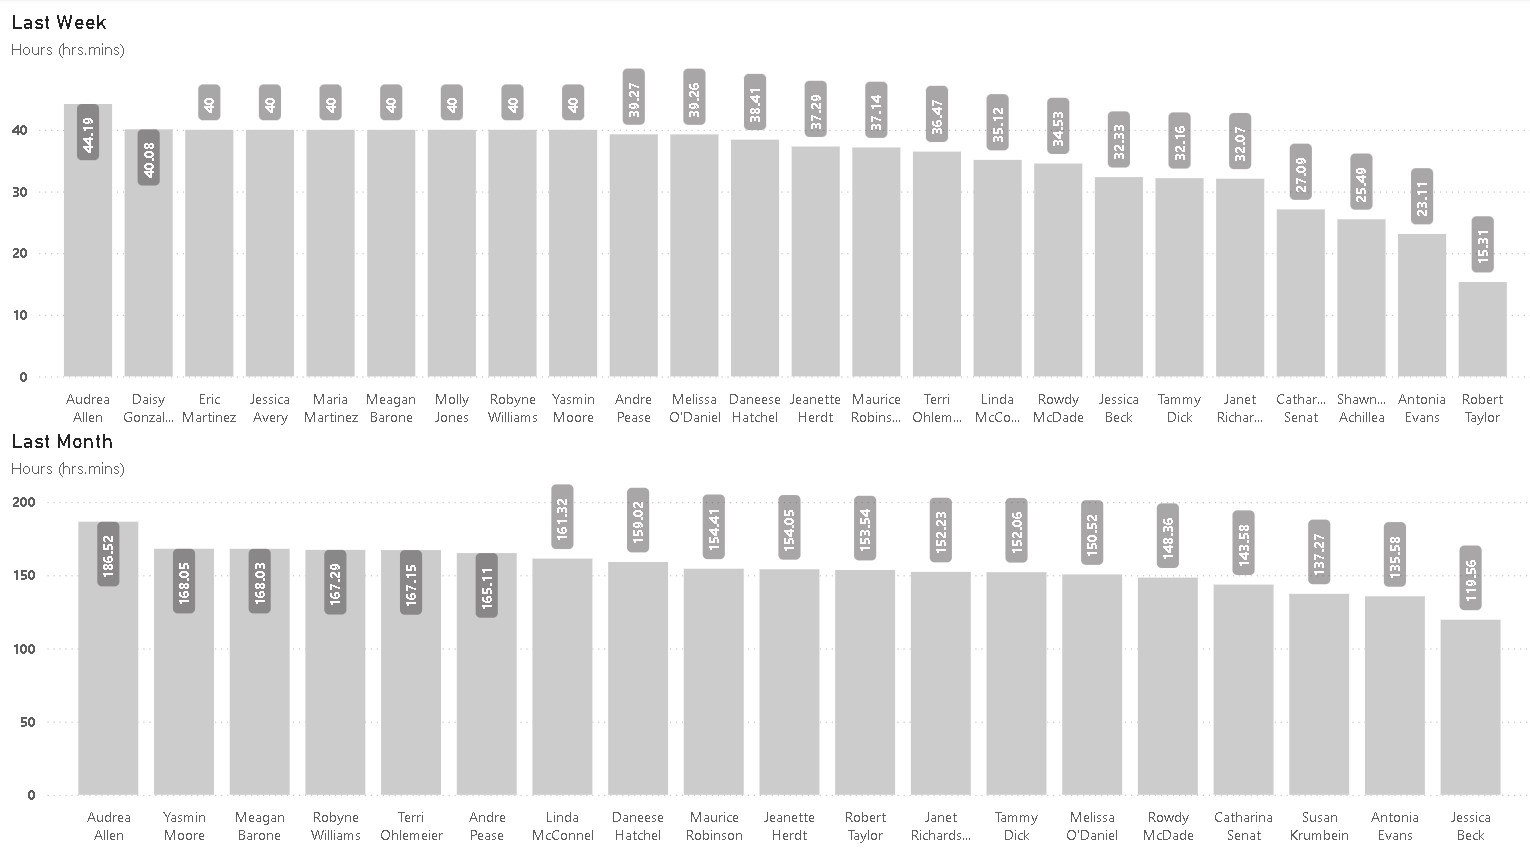 Last Week
Hours (hrs.mins)
40
30
20
10
0
44.19
40.08
40
40
40
40
40
40
40
39.27
39.26
38.41
37.29
37.14
36.47
35.12
34.53
32.33
32.16
32.07
27.09
25.49
23.11
15.31
Audrea
Allen
Daisy
Gonzal...
Eric
Martinez
Jessica
Avery
Maria
Martinez
Meagan
Barone
Molly
Jones
Robyne
Williams
Yasmin
Moore
Andre
Pease
Melissa
O'Daniel
Daneese
Hatchel
Jeanette
Herdt
Maurice
Robins...
Terri
Ohlem...
Linda
McCo...
Rowdy
McDade
Jessica
Beck
Tammy
Dick
Janet
Richar...
Cathar...
Senat
Shawn...
Achillea
Antonia
Evans
Robert
Taylor
Last Month
Hours (hrs.mins)
200
150
100
50
0
186.52
168.05
168.03
167.29
167.15
165.11
161.32
159.02
154.41
154.05
153.54
152.23
152.06
150.52
148.36
143.58
137.27
135.58
119.56
Audrea
Allen
Yasmin
Moore
Meagan
Barone
Robyne
Williams
Terri
Ohlemeier
Andre
Pease
Linda
McConnel
Daneese
Hatchel
Maurice
Robinson
Jeanette
Herdt
Robert
Taylor
Janet
Richards...
Tammy
Dick
Melissa
O'Daniel
Rowdy
McDade
Catharina
Senat
Susan
Krumbein
Antonia
Evans
Jessica
Beck